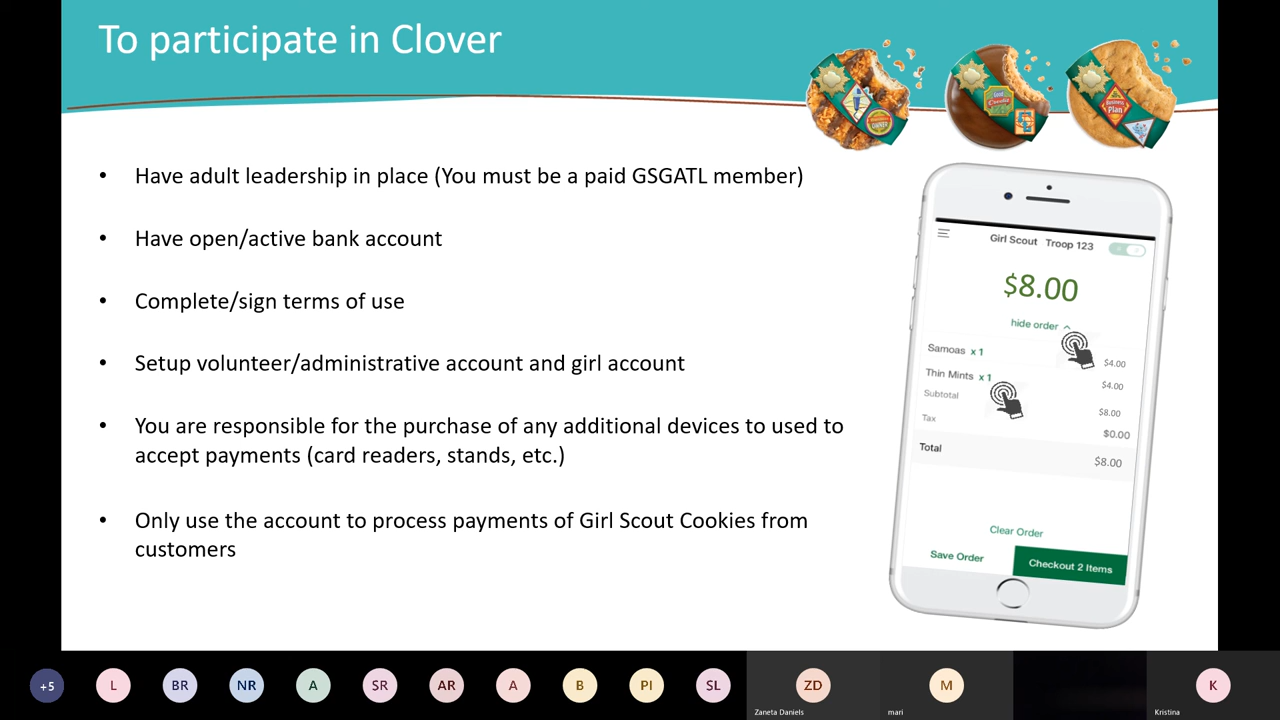 To participate in Clover
• Have adult leadership in place (You must be a paid GSGATL member)
• Have open/active bank account
• Complete/sign terms of use
• Setup volunteer/administrative account and girl account
• You are responsible for the purchase of any additional devices to used to
accept payments (card readers, stands, etc.)
• Only use the account to process payments of Girl Scout Cookies from
customers
Girl Scout Troop 123
$8.00
hide order
Samoas x 1 $4.00
Thin Mints x 1 $4.00
Subtotal $8.00
Tax $0.00
Total $8.00
Clear Order
Save Order Checkout 2 Items
Business
Plan
+5 L BR NR A SR AR A B PI SL ZD M K
Zaneta Daniels mari Kristina